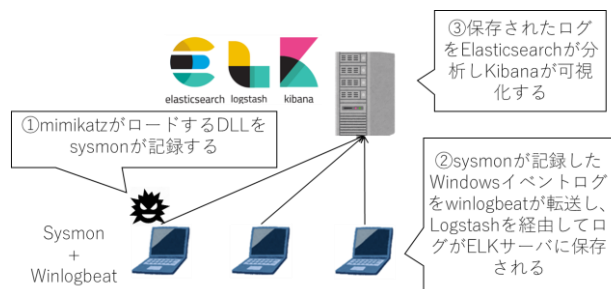 elasticsearch logstash kibana
①mimikatzがロードするDLLを
sysmonが記録する
Sysmon
+
Winlogbeat
②sysmonが記録した
Windowsイベントログ
をwinlogbeatが転送し、
Logstashを経由してロ
グがELKサーバに保存
される
③保存されたログ
をElasticsearchが分
析しKibanaが可視
化する